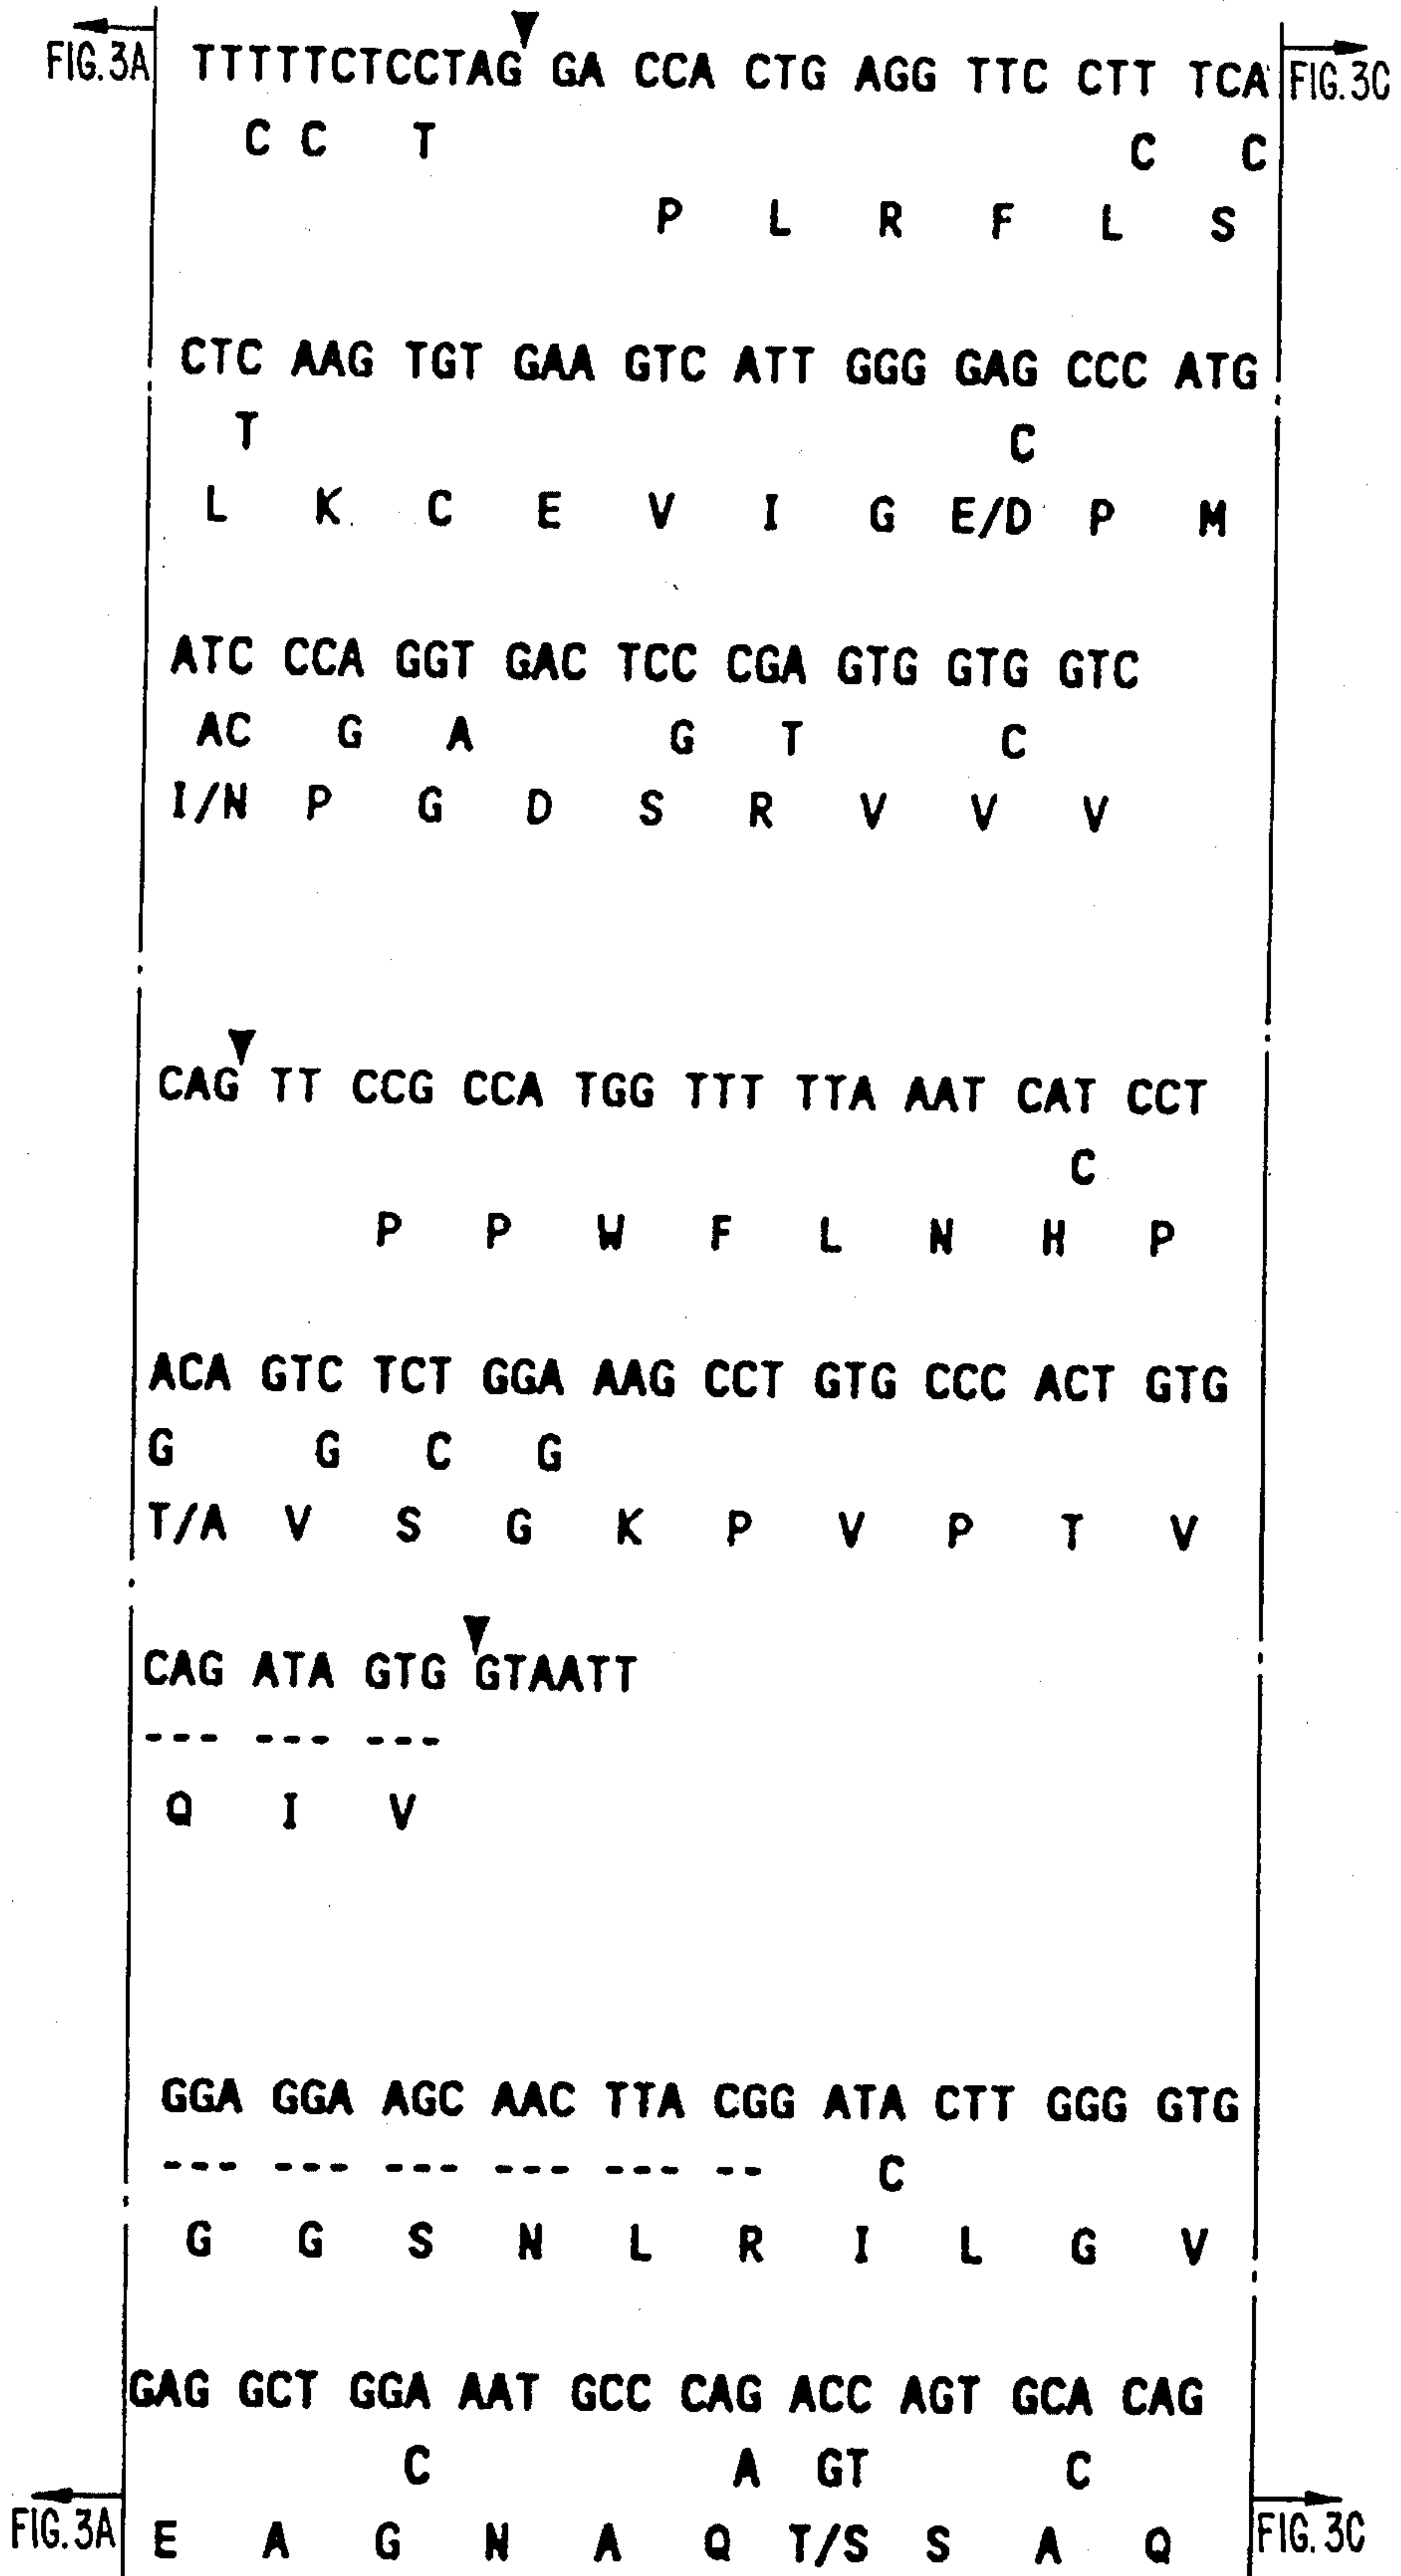 FIG. 3A TTTTTCTCCTAG GA CCA CTG AGG TTC CTT TCA FIG. 3C
C C T C C
P L R F L S
CTC AAG TGT GAA GTC ATT GGG GAG CCC ATG
T C
L K C E V I G E/D P M
ATC CCA GGT GAC TCC CGA GTG GTG GTC
AC G A G T C
I/N P G D S R V V V
CAG TT CCG CCA TGG TTT TTA AAT CAT CCT
C
P P W F L N H P
ACA GTC TCT GGA AAG CCT GTG CCC ACT GTG
G G C G
T/A V S G K P V P T V
CAG ATA GTG GTAATT
--- --- ---
Q I V
GGA GGA AGC AAC TTA CGG ATA CTT GGG GTG
--- --- --- --- --- -- C
G G S N L R I L G V
GAG GCT GGA AAT GCC CAG ACC AGT GCA CAG
C A GT C
FIG. 3A E A G N A Q T/S S A Q FIG. 3C